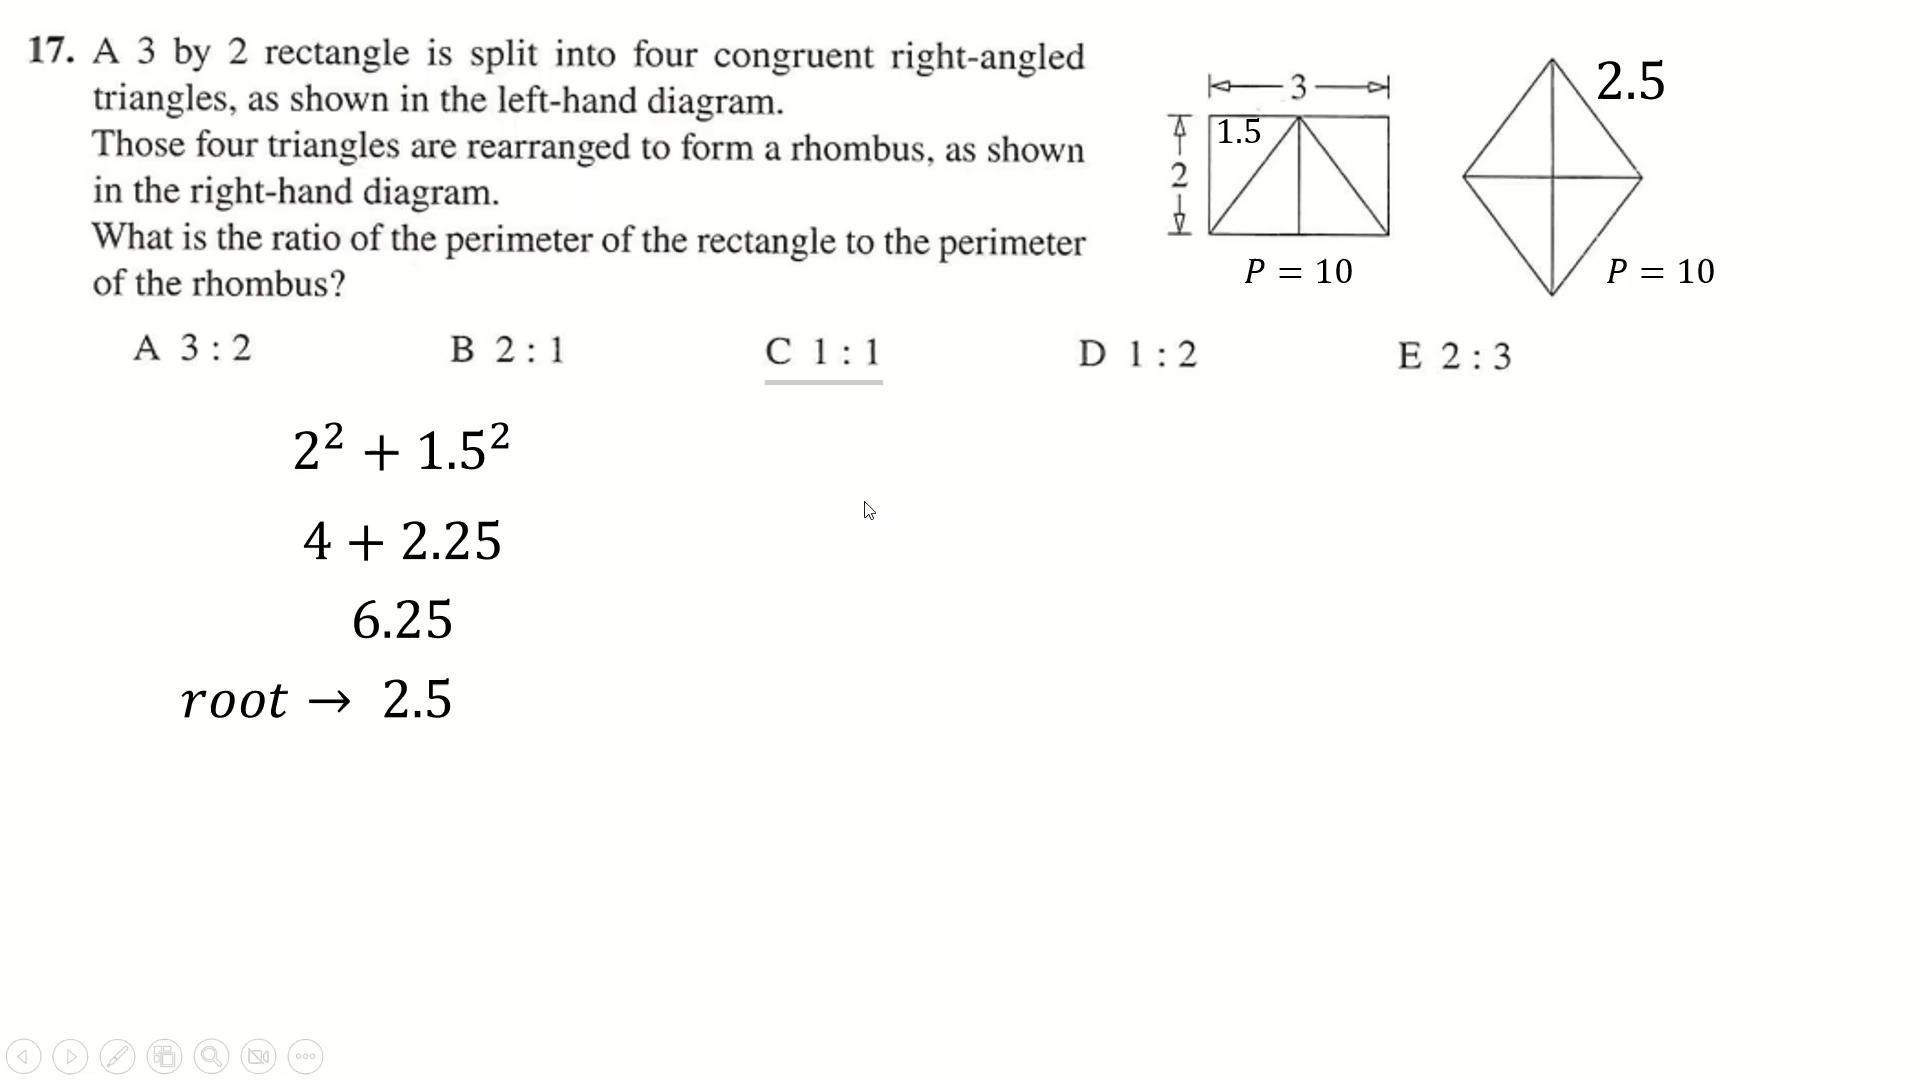 17. A 3 by 2 rectangle is split into four congruent right-angled
triangles, as shown in the left-hand diagram.
Those four triangles are rearranged to form a rhombus, as shown
in the right-hand diagram.
What is the ratio of the perimeter of the rectangle to the perimeter
of the rhombus?
3
1.5
2
P = 10
2.5
P = 10
A 3 : 2 B 2 : 1 C 1 : 1 D 1 : 2 E 2 : 3
2² + 1.5²
4 + 2.25
6.25
root → 2.5